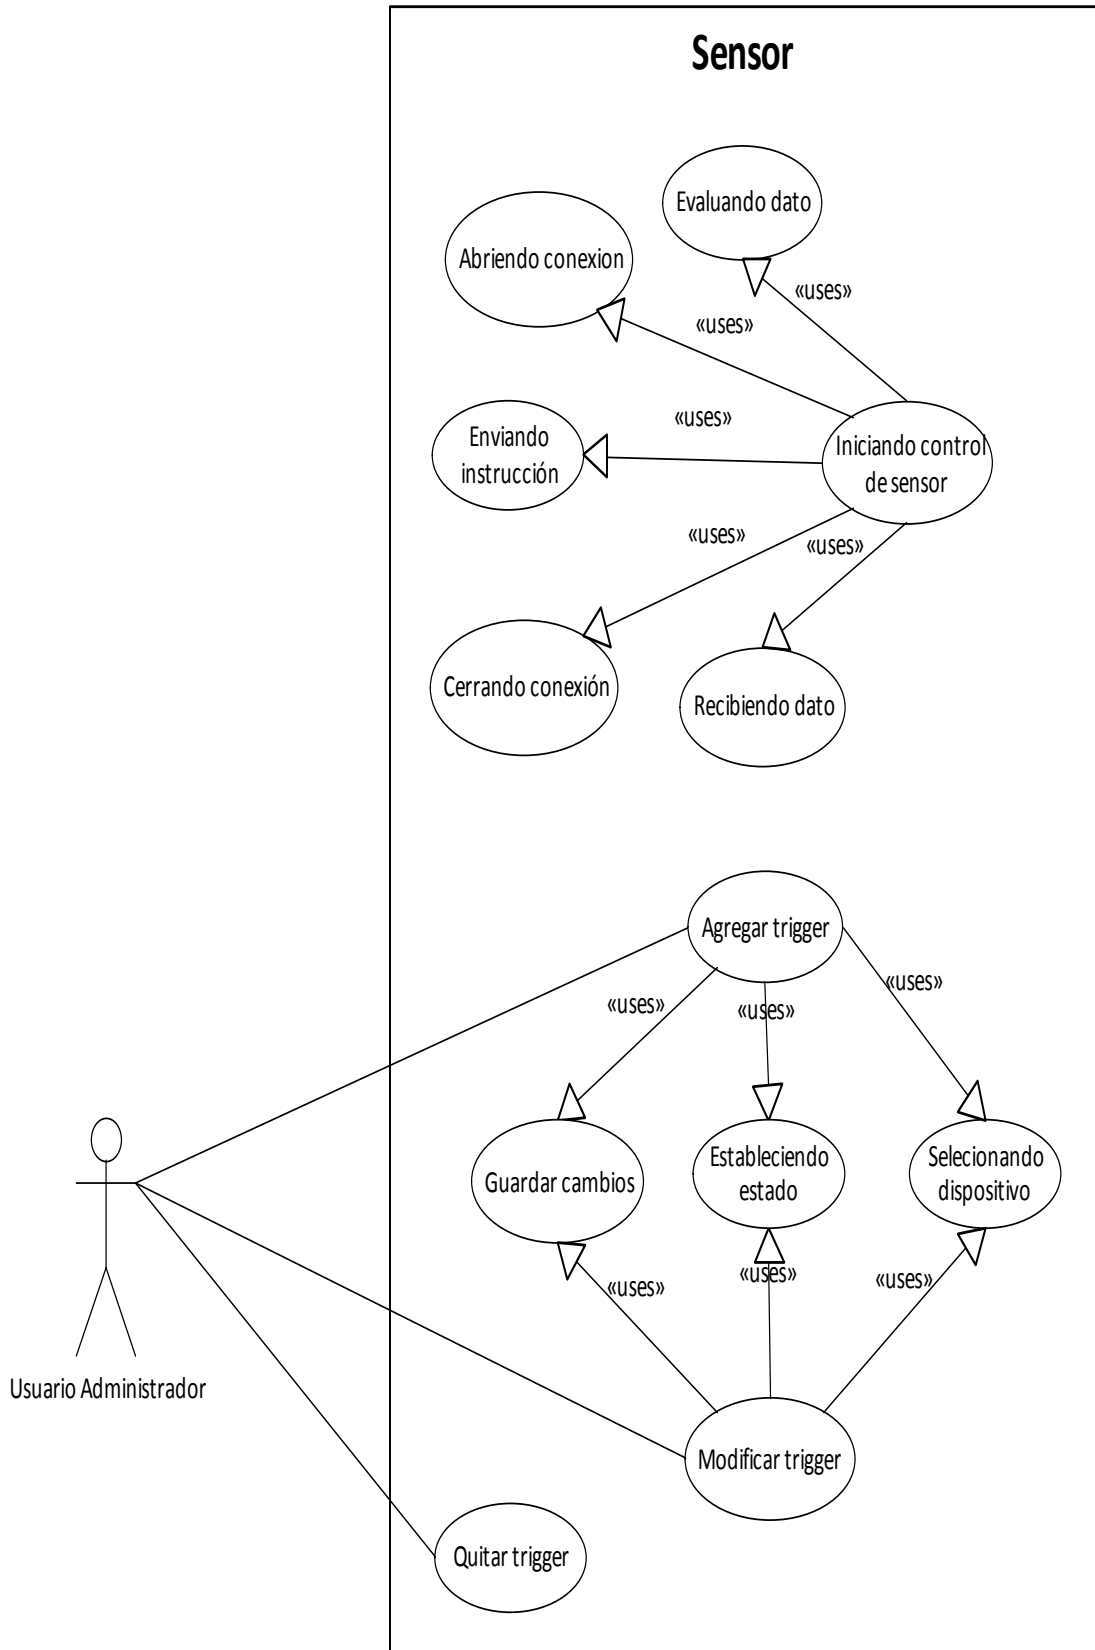 Sensor
Evaluando dato
Abriendo conexion
«uses»
«uses»
«uses»
Enviando
instrucción
Iniciando control
de sensor
«uses»
«uses»
Cerrando conexión
Recibiendo dato
Agregar trigger
«uses»
«uses»
«uses»
Guardar cambios
Estableciendo
estado
Selecionando
dispositivo
«uses»
«uses»
«uses»
Usuario Administrador
Modificar trigger
Quitar trigger